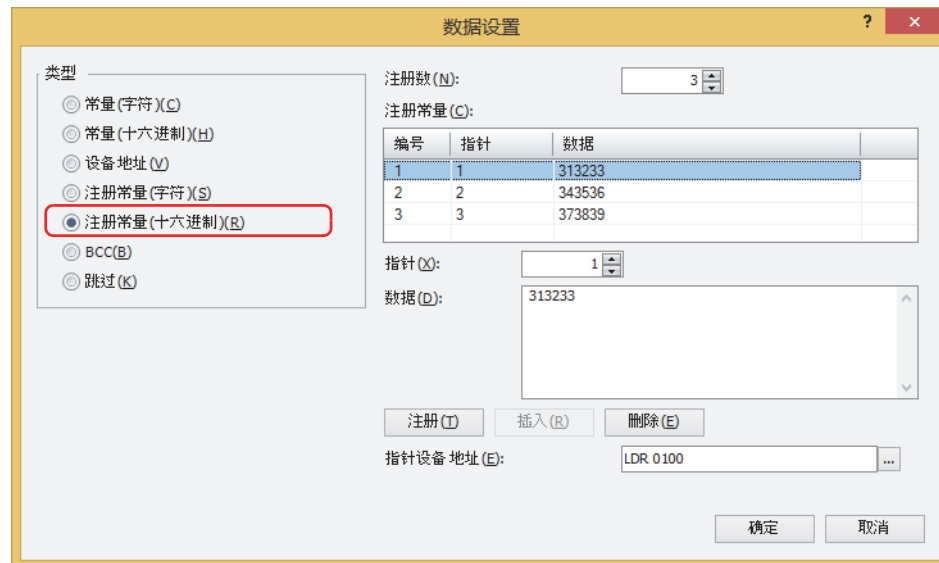 数据设置
?
×
类型
常量(字符)(C)
常量(十六进制)(H)
设备地址(V)
注册常量(字符)(S)
注册常量(十六进制)(R)
BCC(B)
跳过(K)
注册数(N):
3
注册常量(C):
编号 指针 数据
1 1 313233
2 2 343536
3 3 373839
指针(X):
1
数据(D):
313233
注册(T) 插入(R) 删除(E)
指针设备地址(E):
LDR 0100
...
确定 取消